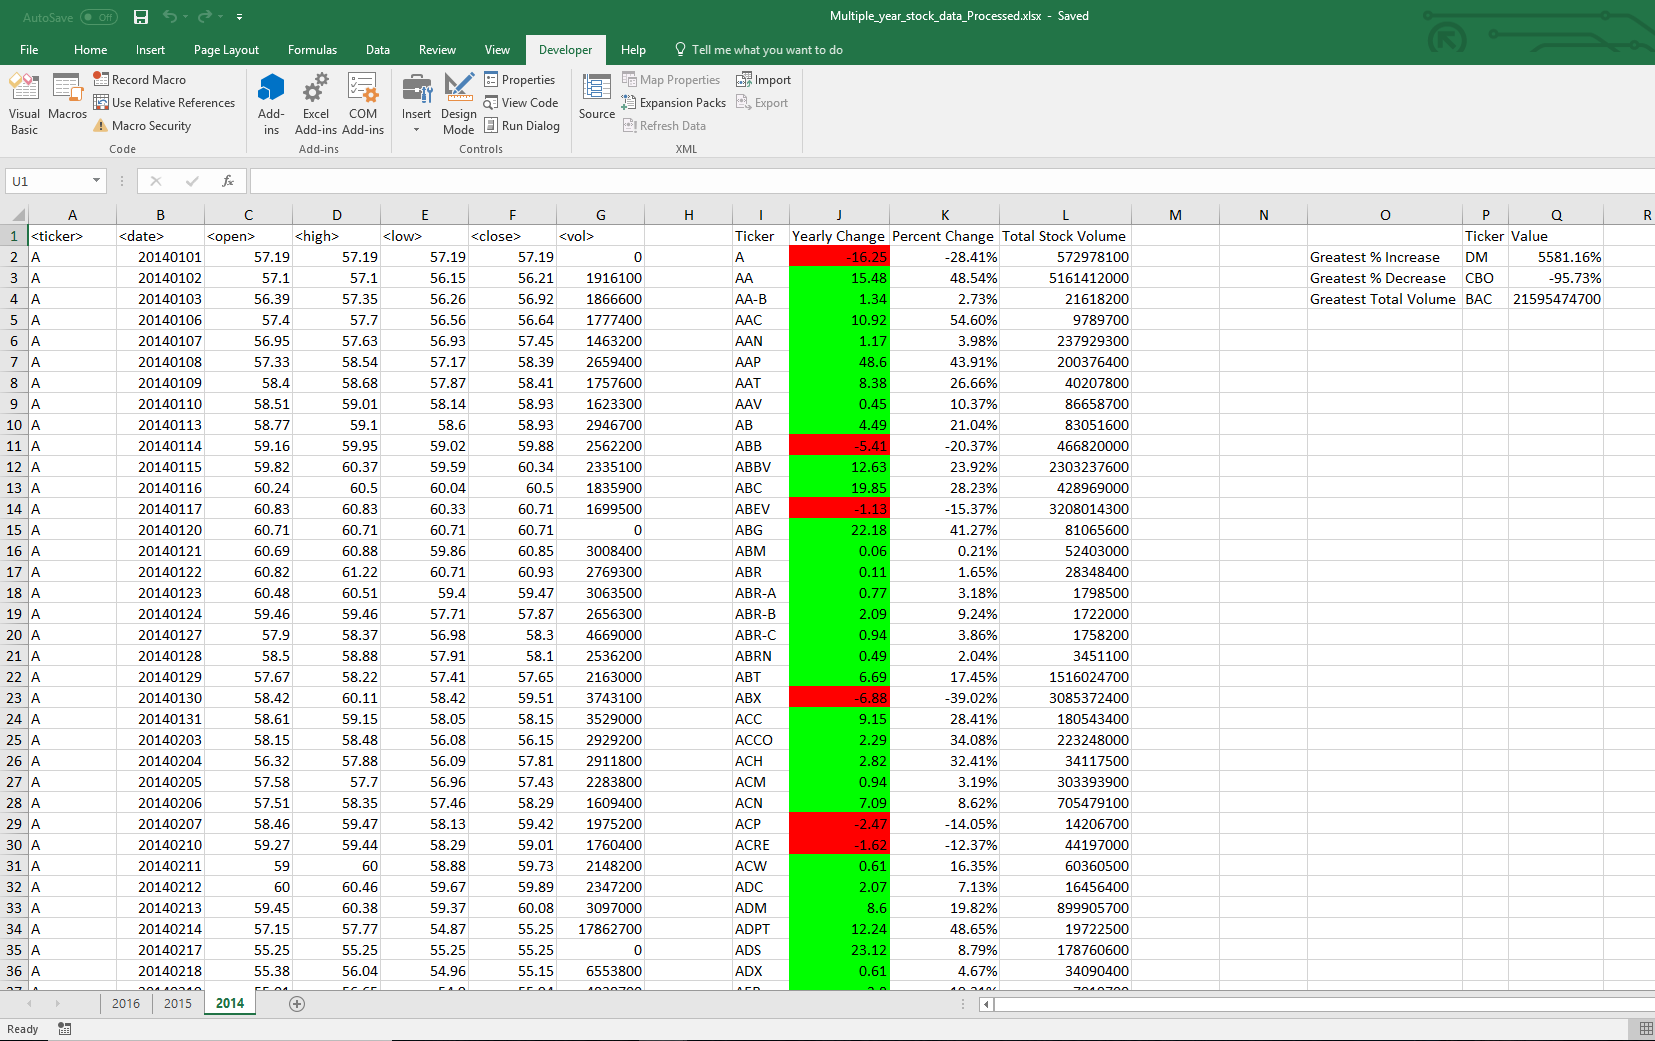 AutoSave Off
Multiple_year_stock_data_Processed.xlsx - Saved
File Home Insert Page Layout Formulas Data Review View Developer Help Tell me what you want to do
Visual Basic
Macros
Record Macro
Use Relative References
Macro Security
Code
Add-ins
Excel Add-ins
COM Add-ins
Add-ins
Insert
Design Mode
Properties
View Code
Run Dialog
Controls
Source
Map Properties
Expansion Packs
Refresh Data
Import
Export
XML
U1 fx
A B C D E F G H I J K L M N O P Q R
1 <ticker> <date> <open> <high> <low> <close> <vol> Ticker Yearly Change Percent Change Total Stock Volume Ticker Value
2 A 20140101 57.19 57.19 57.19 57.19 0 A -16.25 -28.41% 572978100 Greatest % Increase DM 5581.16%
3 A 20140102 57.1 57.1 56.15 56.21 1916100 AA 15.48 48.54% 5161412000 Greatest % Decrease CBO -95.73%
4 A 20140103 56.39 57.35 56.26 56.92 1866600 AA-B 1.34 2.73% 21618200 Greatest Total Volume BAC 21595474700
5 A 20140106 57.4 57.7 56.56 56.64 1777400 AAC 10.92 54.60% 9789700
6 A 20140107 56.95 57.63 56.93 57.45 1463200 AAN 1.17 3.98% 237929300
7 A 20140108 57.33 58.54 57.17 58.39 2659400 AAP 48.6 43.91% 200376400
8 A 20140109 58.4 58.68 57.87 58.41 1757600 AAT 8.38 26.66% 40207800
9 A 20140110 58.51 59.01 58.14 58.93 1623300 AAV 0.45 10.37% 86658700
10 A 20140113 58.77 59.1 58.6 58.93 2946700 AB 4.49 21.04% 83051600
11 A 20140114 59.16 59.95 59.02 59.88 2562200 ABB -5.41 -20.37% 466820000
12 A 20140115 59.82 60.37 59.59 60.34 2335100 ABBV 12.63 23.92% 2303237600
13 A 20140116 60.24 60.5 60.04 60.5 1835900 ABC 19.85 28.23% 428969000
14 A 20140117 60.83 60.83 60.33 60.71 1699500 ABEV -1.13 -15.37% 3208014300
15 A 20140120 60.71 60.71 60.71 60.71 0 ABG 22.18 41.27% 81065600
16 A 20140121 60.69 60.88 59.86 60.85 3008400 ABM 0.06 0.21% 52403000
17 A 20140122 60.82 61.22 60.71 60.93 2769300 ABR 0.11 1.65% 28348400
18 A 20140123 60.48 60.51 59.4 59.47 3063500 ABR-A 0.77 3.18% 1798500
19 A 20140124 59.46 59.46 57.71 57.87 2656300 ABR-B 2.09 9.24% 1722000
20 A 20140127 57.9 58.37 56.98 58.3 4669000 ABR-C 0.94 3.86% 1758200
21 A 20140128 58.5 58.88 57.91 58.1 2536200 ABRN 0.49 2.04% 3451100
22 A 20140129 57.67 58.22 57.41 57.65 2163000 ABT 6.69 17.45% 1516024700
23 A 20140130 58.42 60.11 58.42 59.51 3743100 ABX -6.88 -39.02% 3085372400
24 A 20140131 58.61 59.15 58.05 58.15 3529000 ACC 9.15 28.41% 180543400
25 A 20140203 58.15 58.48 56.08 56.15 2929200 ACCO 2.29 34.08% 223248000
26 A 20140204 56.32 57.88 56.09 57.81 2911800 ACH 2.82 32.41% 34117500
27 A 20140205 57.58 57.7 56.96 57.43 2283800 ACM 0.94 3.19% 303393900
28 A 20140206 57.51 58.35 57.46 58.29 1609400 ACN 7.09 8.62% 705479100
29 A 20140207 58.46 59.47 58.13 59.42 1975200 ACP -2.47 -14.05% 14206700
30 A 20140210 59.27 59.44 58.29 59.01 1760400 ACRE -1.62 -12.37% 44197000
31 A 20140211 59 60 58.88 59.73 2148200 ACW 0.61 16.35% 60360500
32 A 20140212 60 60.46 59.67 59.89 2347200 ADC 2.07 7.13% 16456400
33 A 20140213 59.45 60.38 59.37 60.08 3097000 ADM 8.6 19.82% 899905700
34 A 20140214 57.15 57.77 54.87 55.25 17862700 ADPT 12.24 48.65% 19722500
35 A 20140217 55.25 55.25 55.25 55.25 0 ADS 23.12 8.79% 178760600
36 A 20140218 55.38 56.04 54.96 55.15 6553800 ADX 0.61 4.67% 34090400
2016 2015 2014
Ready